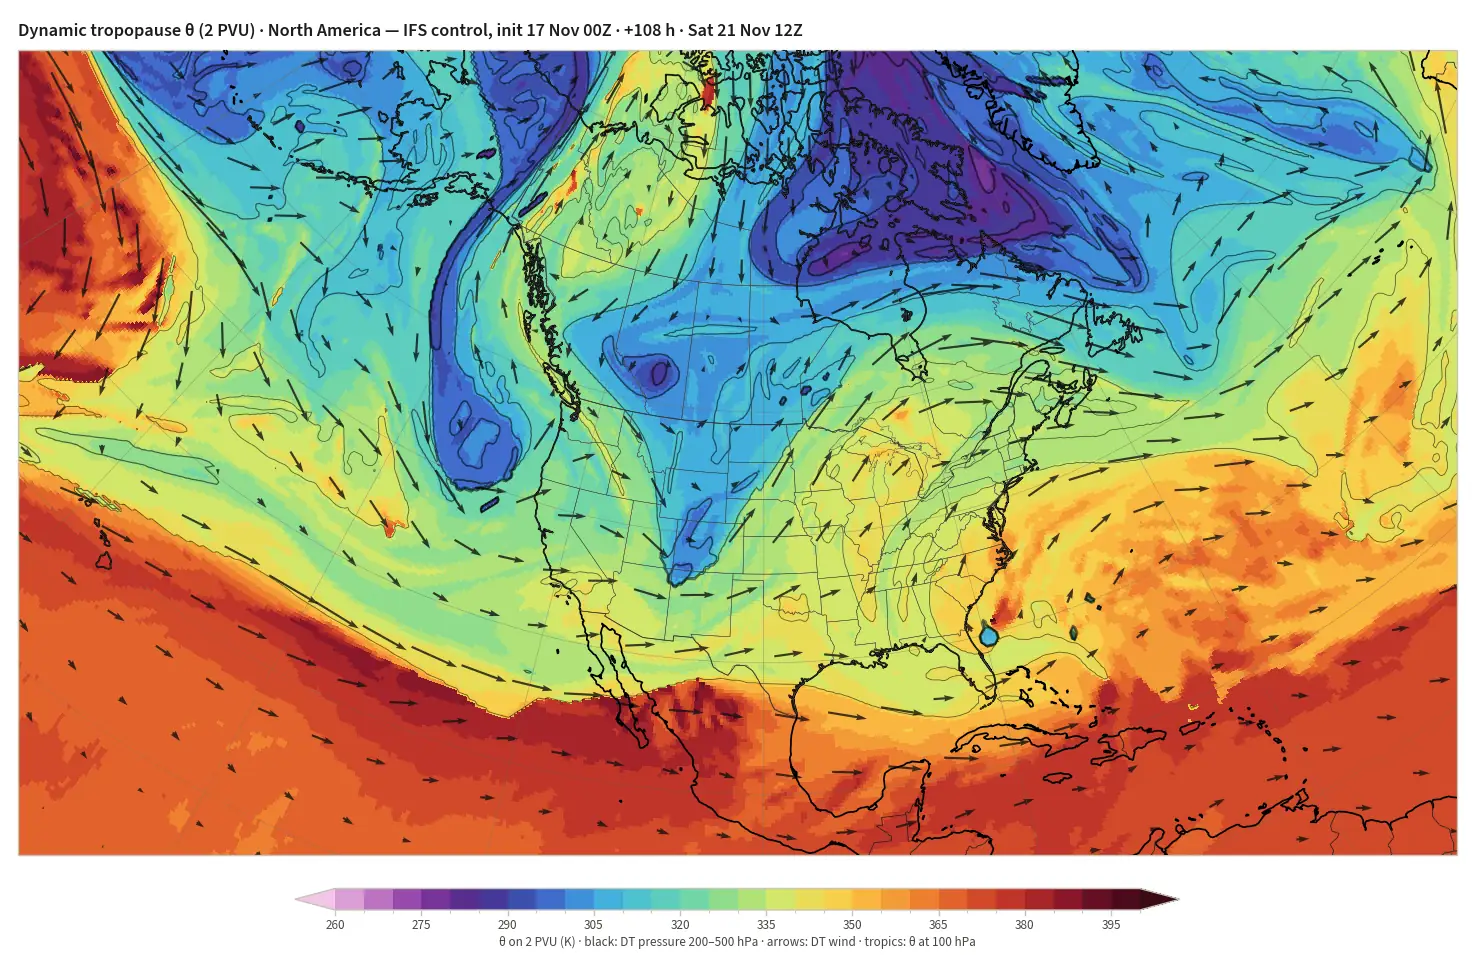 Dynamic tropopause θ (2 PVU) · North America — IFS control, init 17 Nov 00Z · +108 h · Sat 21 Nov 12Z
260 275 290 305 320 335 350 365 380 395
θ on 2 PVU (K) · black: DT pressure 200–500 hPa · arrows: DT wind · tropics: θ at 100 hPa